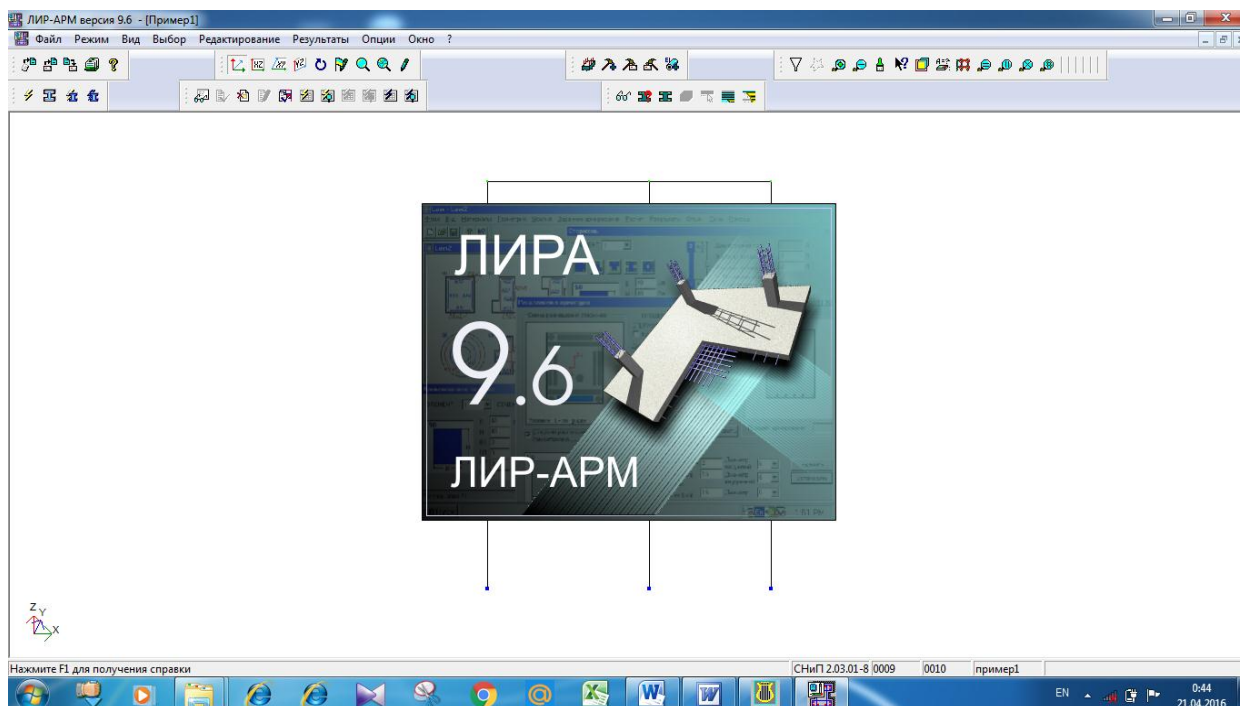 ЛИР-АРМ версия 9.6 - [Пример1]
Файл Режим Вид Выбор Редактирование Результаты Опции Окно ?
ЛИРА
9.6
ЛИР-АРМ
Z
Y
X
Нажмите F1 для получения справки
СНиП 2.03.01-8 0009 0010 пример1
EN 0:44
21.04.2016